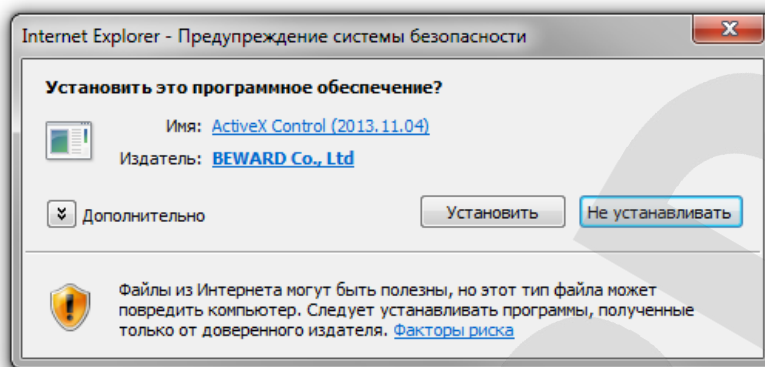 Internet Explorer - Предупреждение системы безопасности
Установить это программное обеспечение?
Имя: ActiveX Control (2013.11.04)
Издатель: BEWARD Co., Ltd
Дополнительно
Установить
Не устанавливать
Файлы из Интернета могут быть полезны, но этот тип файла может
повредить компьютер. Следует устанавливать программы, полученные
только от доверенного издателя. Факторы риска